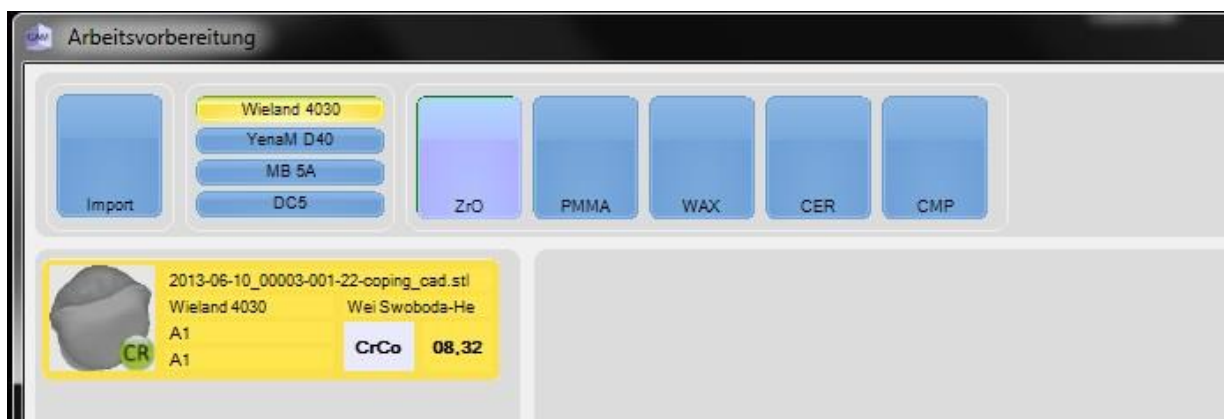 Arbeitsvorbereitung
Import
Wieland 4030
YenaM D40
MB 5A
DC5
ZrO PMMA WAX CER CMP
2013-06-10_00003-001-22-coping_cad.stl
Wieland 4030 Wei Swoboda-He
A1
CrCo 08,32
A1
CR